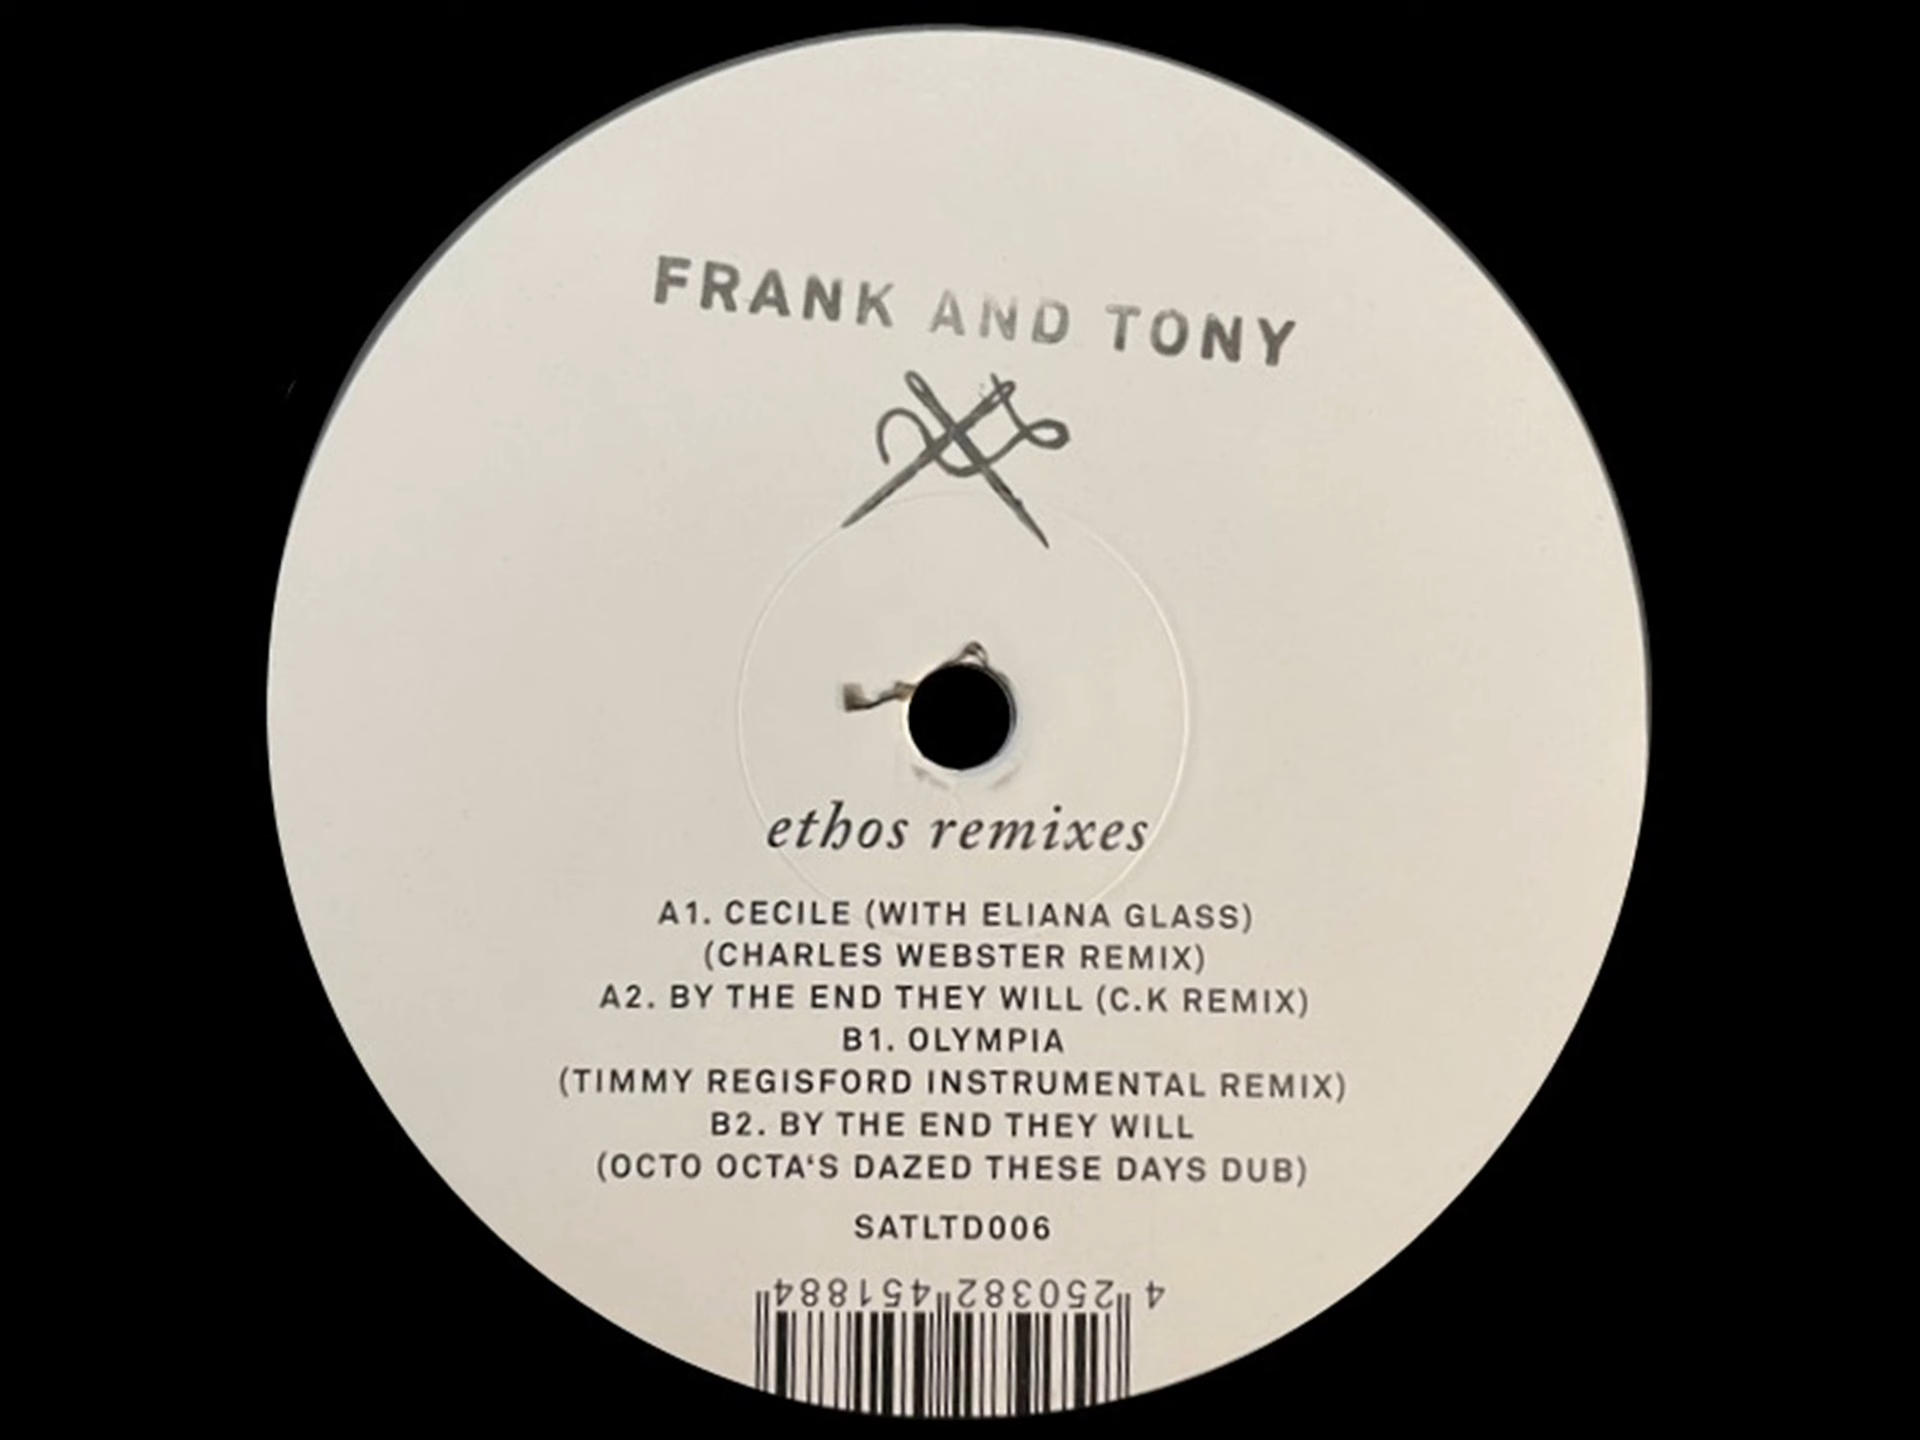 FRANK AND TONY
ethos remixes
A1. CECILE (WITH ELIANA GLASS)
(CHARLES WEBSTER REMIX)
A2. BY THE END THEY WILL (C.K REMIX)
B1. OLYMPIA
(TIMMY REGISFORD INSTRUMENTAL REMIX)
B2. BY THE END THEY WILL
(OCTO OCTA‘S DAZED THESE DAYS DUB)
SATLTD006
4 250382 451884